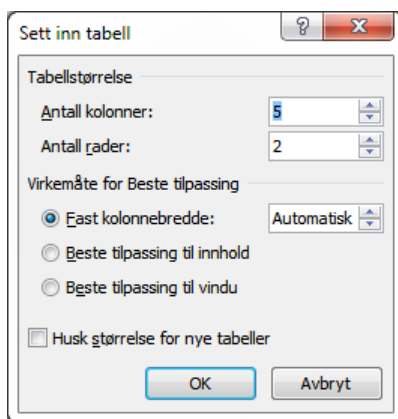 Sett inn tabell
Tabellstørrelse
Antall kolonner: 5
Antall rader: 2
Virkemåte for Beste tilpassing
Fast kolonnebredde: Automatisk
Beste tilpassing til innhold
Beste tilpassing til vindu
Husk størrelse for nye tabeller
OK Avbryt